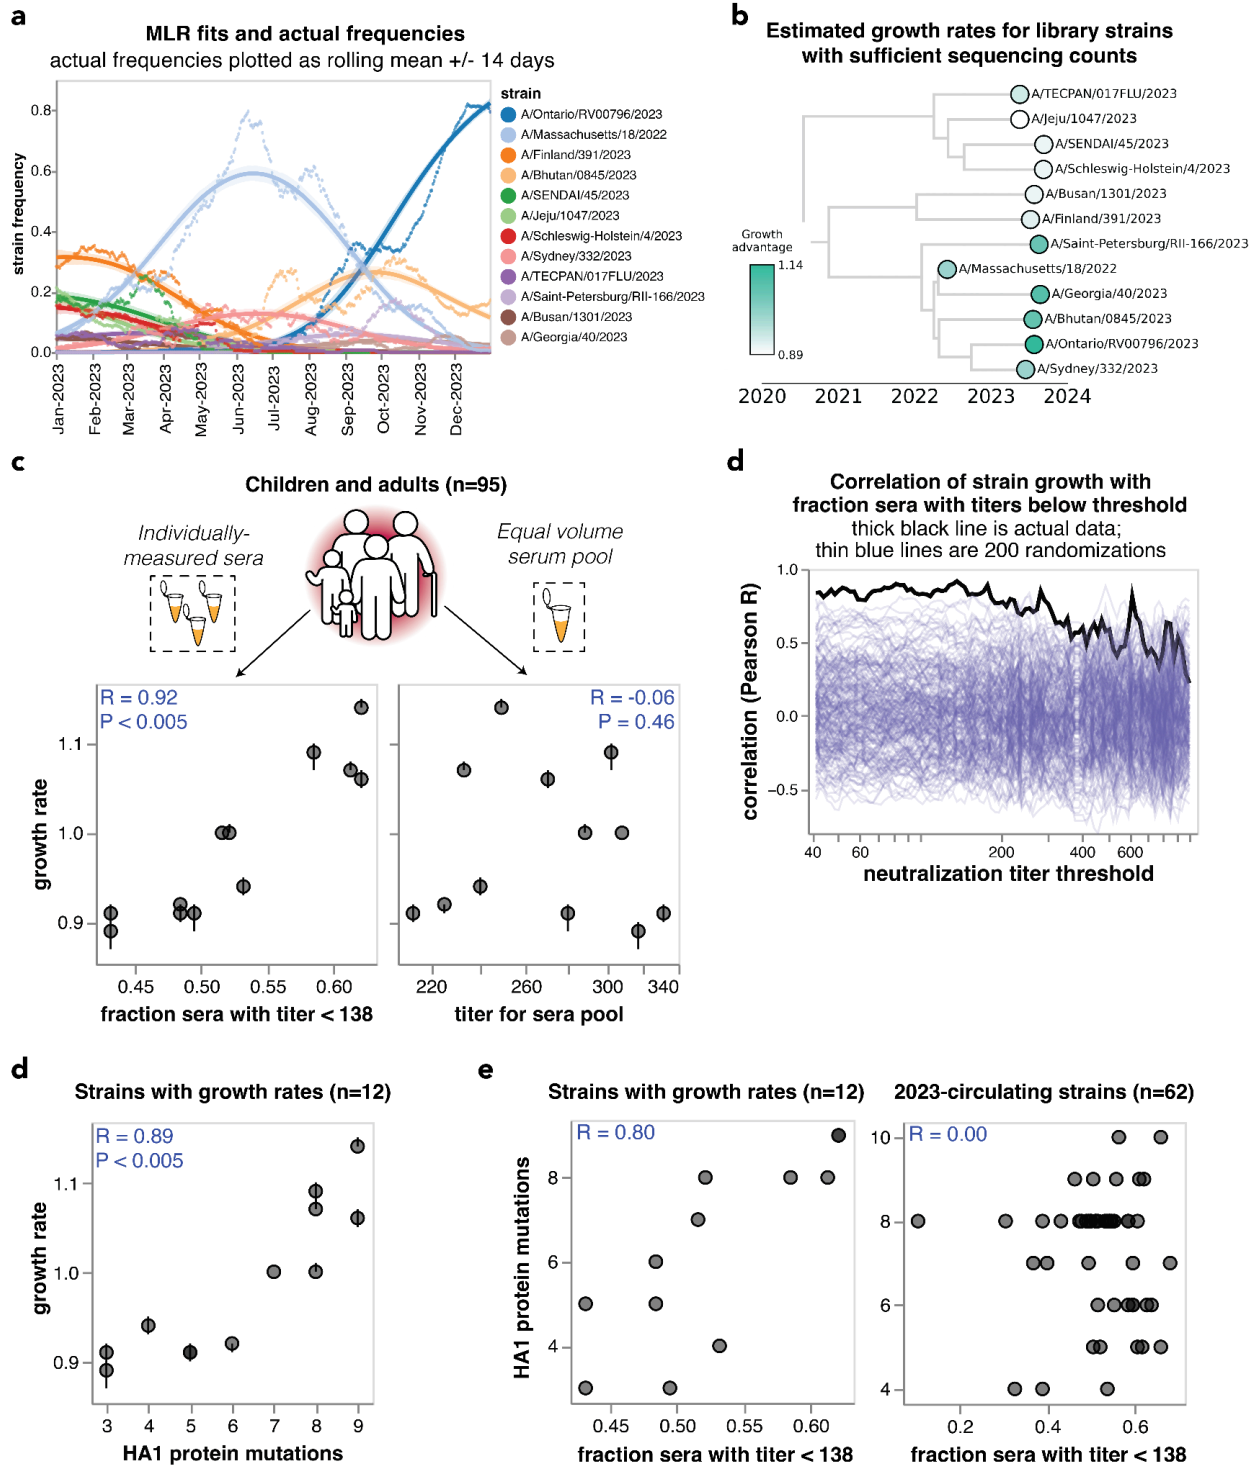 a
MLR fits and actual frequencies
actual frequencies plotted as rolling mean +/- 14 days
strain frequency
0.8
0.6
0.4
0.2
0.0
Jan-2023
Feb-2023
Mar-2023
Apr-2023
May-2023
Jun-2023
Jul-2023
Aug-2023
Sep-2023
Oct-2023
Nov-2023
Dec-2023
strain
A/Ontario/RV00796/2023
A/Massachusetts/18/2022
A/Finland/391/2023
A/Bhutan/0845/2023
A/SENDAI/45/2023
A/Jeju/1047/2023
A/Schleswig-Holstein/4/2023
A/Sydney/332/2023
A/TECPAN/017FLU/2023
A/Saint-Petersburg/RII-166/2023
A/Busan/1301/2023
A/Georgia/40/2023
b
Estimated growth rates for library strains
with sufficient sequencing counts
A/TECPAN/017FLU/2023
A/Jeju/1047/2023
A/SENDAI/45/2023
A/Schleswig-Holstein/4/2023
A/Busan/1301/2023
A/Finland/391/2023
A/Saint-Petersburg/RII-166/2023
A/Massachusetts/18/2022
A/Georgia/40/2023
A/Bhutan/0845/2023
A/Ontario/RV00796/2023
A/Sydney/332/2023
Growth
advantage
1.14
0.89
2020 2021 2022 2023 2024
c
Children and adults (n=95)
Individually-
measured sera
Equal volume
serum pool
R = 0.92
P < 0.005
growth rate
1.1
1.0
0.9
0.45 0.50 0.55 0.60
fraction sera with titer < 138
R = -0.06
P = 0.46
220 260 300 340
titer for sera pool
d
Correlation of strain growth with
fraction sera with titers below threshold
thick black line is actual data;
thin blue lines are 200 randomizations
correlation (Pearson R)
1.0
0.5
0.0
−0.5
40 60 200 400 600
neutralization titer threshold
d
Strains with growth rates (n=12)
R = 0.89
P < 0.005
growth rate
1.1
1.0
0.9
3 4 5 6 7 8 9
HA1 protein mutations
e
Strains with growth rates (n=12)
R = 0.80
HA1 protein mutations
8
6
4
0.45 0.50 0.55 0.60
fraction sera with titer < 138
2023-circulating strains (n=62)
R = 0.00
10
8
6
4
0.2 0.4 0.6
fraction sera with titer < 138